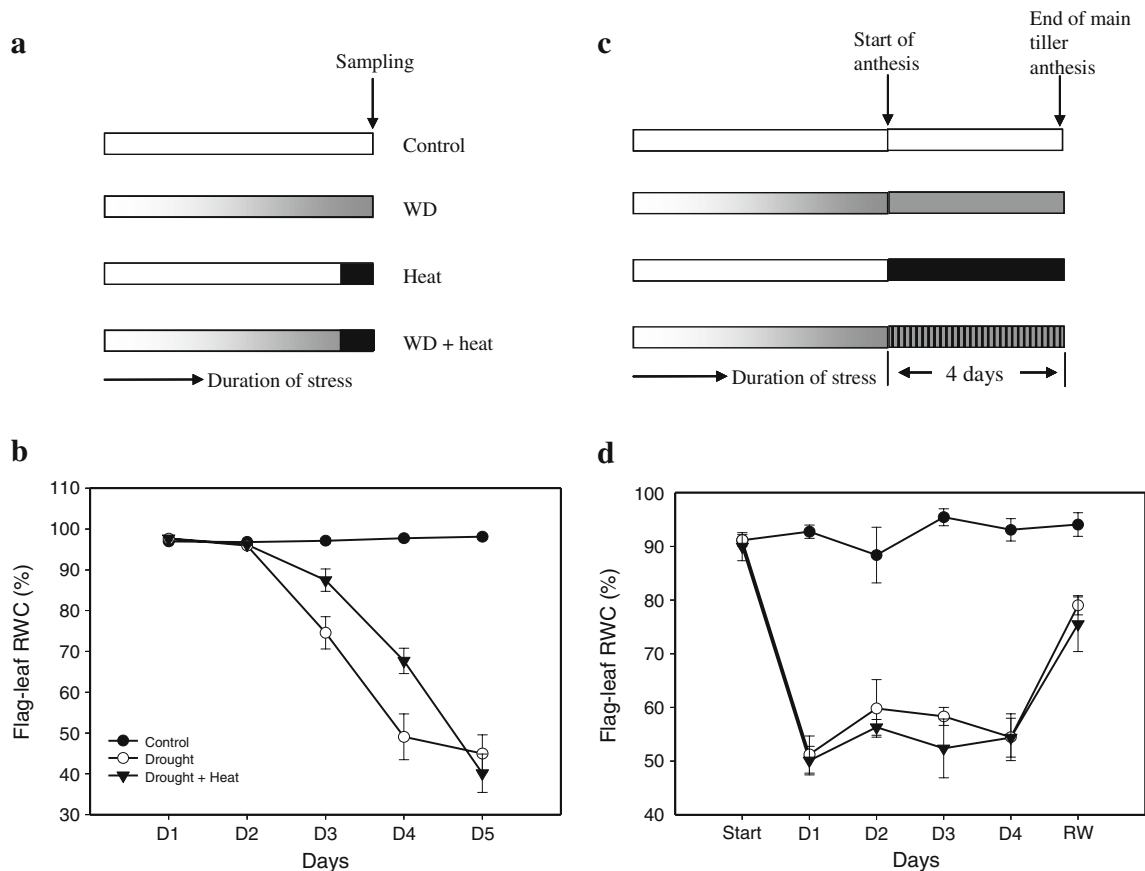 a
Sampling
Control
WD
Heat
WD + heat
Duration of stress
c
Start of
anthesis
End of main
tiller
anthesis
Duration of stress
4 days
b
110
100
90
80
70
60
50
40
30
Flag-leaf RWC (%)
Control
Drought
Drought + Heat
D1 D2 D3 D4 D5
Days
d
100
90
80
70
60
50
40
Flag-leaf RWC (%)
Start D1 D2 D3 D4 RW
Days